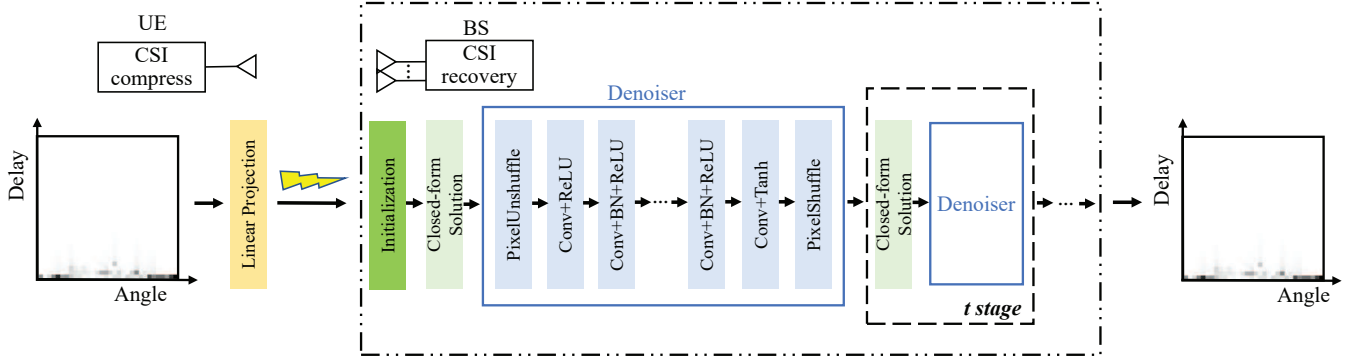 UE
CSI
compress
BS
CSI
recovery
Delay
Angle
Linear Projection
Initialization
Closed-form
Solution
Denoiser
PixelUnshuffle
Conv+ReLU
Conv+BN+ReLU
...
Conv+BN+ReLU
Conv+Tanh
PixelShuffle
Closed-form
Solution
Denoiser
t stage
...
Delay
Angle